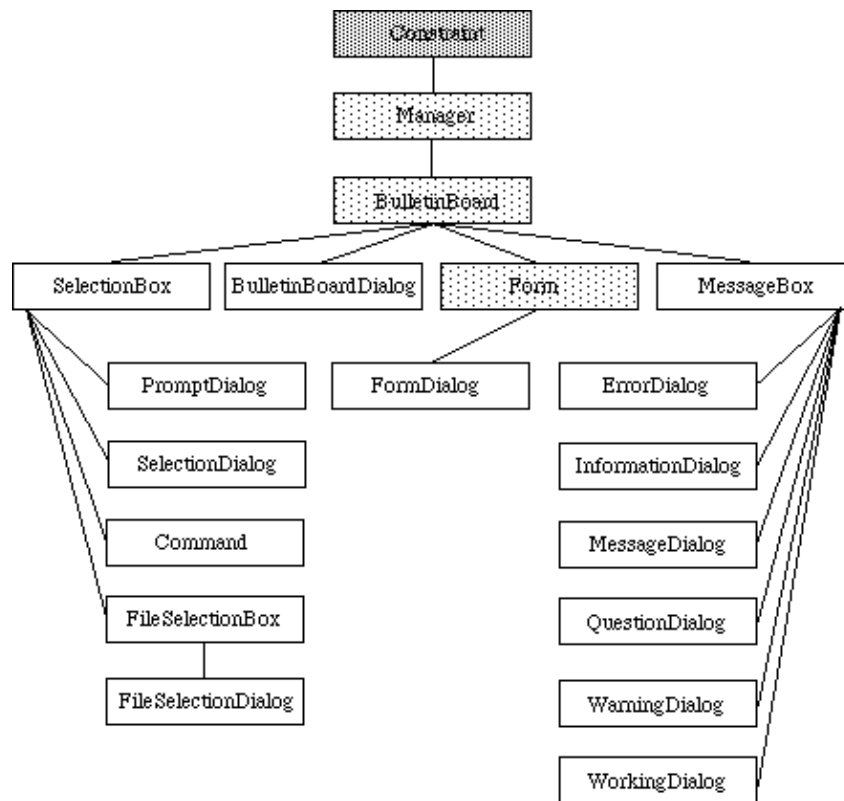 Constraint
Manager
BulletinBoard
SelectionBox
BulletinBoardDialog
Form
MessageBox
PromptDialog
FormDialog
ErrorDialog
SelectionDialog
InformationDialog
Command
MessageDialog
FileSelectionBox
QuestionDialog
FileSelectionDialog
WarningDialog
WorkingDialog